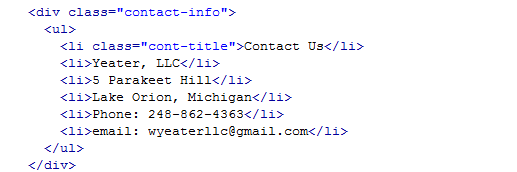 <div class="contact-info">
<ul>
<li class="cont-title">Contact Us</li>
<li>Yeater, LLC</li>
<li>5 Parakeet Hill</li>
<li>Lake Orion, Michigan</li>
<li>Phone: 248-862-4363</li>
<li>email: wyeaterllc@gmail.com</li>
</ul>
</div>